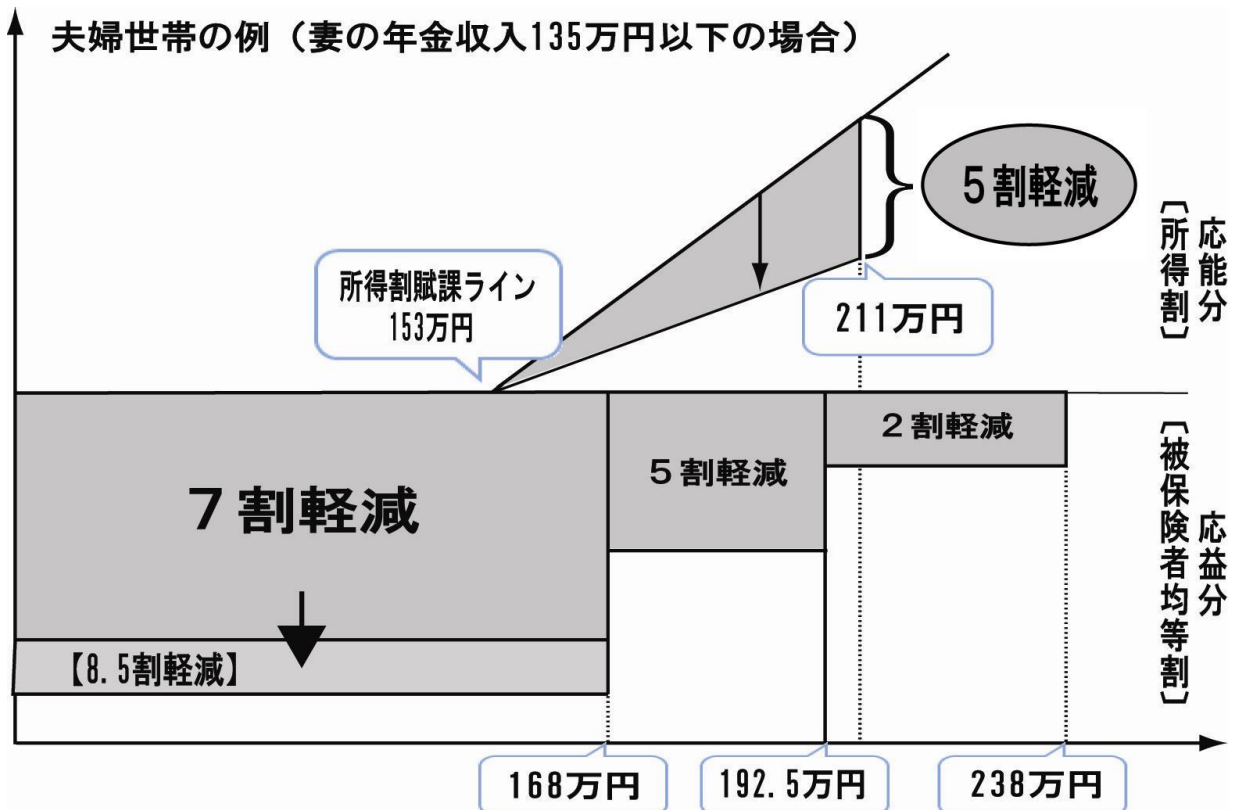 夫婦世帯の例（妻の年金収入135万円以下の場合）
5割軽減
所得割賦課ライン
153万円
211万円
応能分
〔所得割〕
7割軽減
5割軽減
2割軽減
【8.5割軽減】
応益分
〔被保険者均等割〕
168万円
192.5万円
238万円